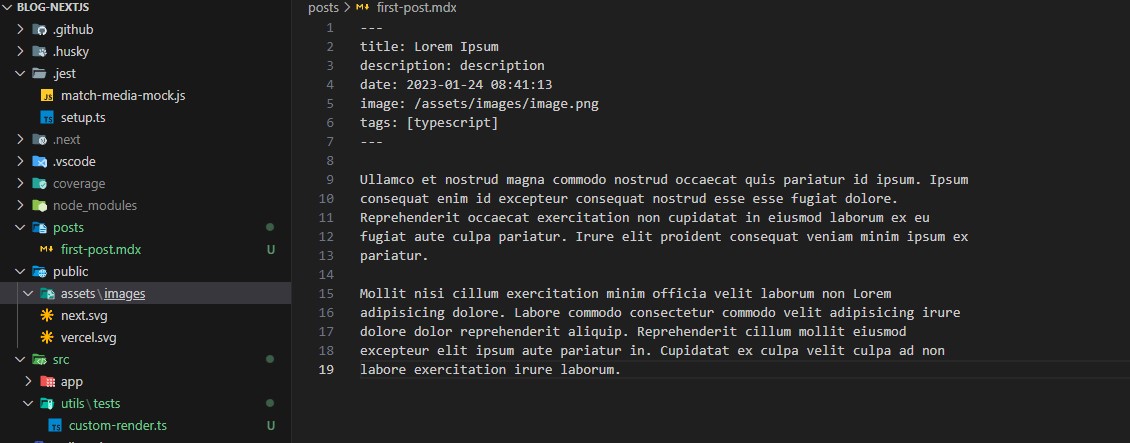 BLOG-NEXTJS
.github
.husky
.jest
match-media-mock.js
setup.ts
.next
.vscode
coverage
node_modules
posts
first-post.mdx U
public
assets\images
next.svg
vercel.svg
src
app
utils\tests
custom-render.ts U
posts > first-post.mdx
1 ---
2 title: Lorem Ipsum
3 description: description
4 date: 2023-01-24 08:41:13
5 image: /assets/images/image.png
6 tags: [typescript]
7 ---
8
9 Ullamco et nostrud magna commodo nostrud occaecat quis pariatur id ipsum. Ipsum
10 consequat enim id excepteur consequat nostrud esse esse fugiat dolore.
11 Reprehenderit occaecat exercitation non cupidatat in eiusmod laborum ex eu
12 fugiat aute culpa pariatur. Irure elit proident consequat veniam minim ipsum ex
13 pariatur.
14
15 Mollit nisi cillum exercitation minim officia velit laborum non Lorem
16 adipisicing dolore. Labore commodo consectetur commodo velit adipisicing irure
17 dolore dolor reprehenderit aliquip. Reprehenderit cillum mollit eiusmod
18 excepteur elit ipsum aute pariatur in. Cupidatat ex culpa velit culpa ad non
19 labore exercitation irure laborum.